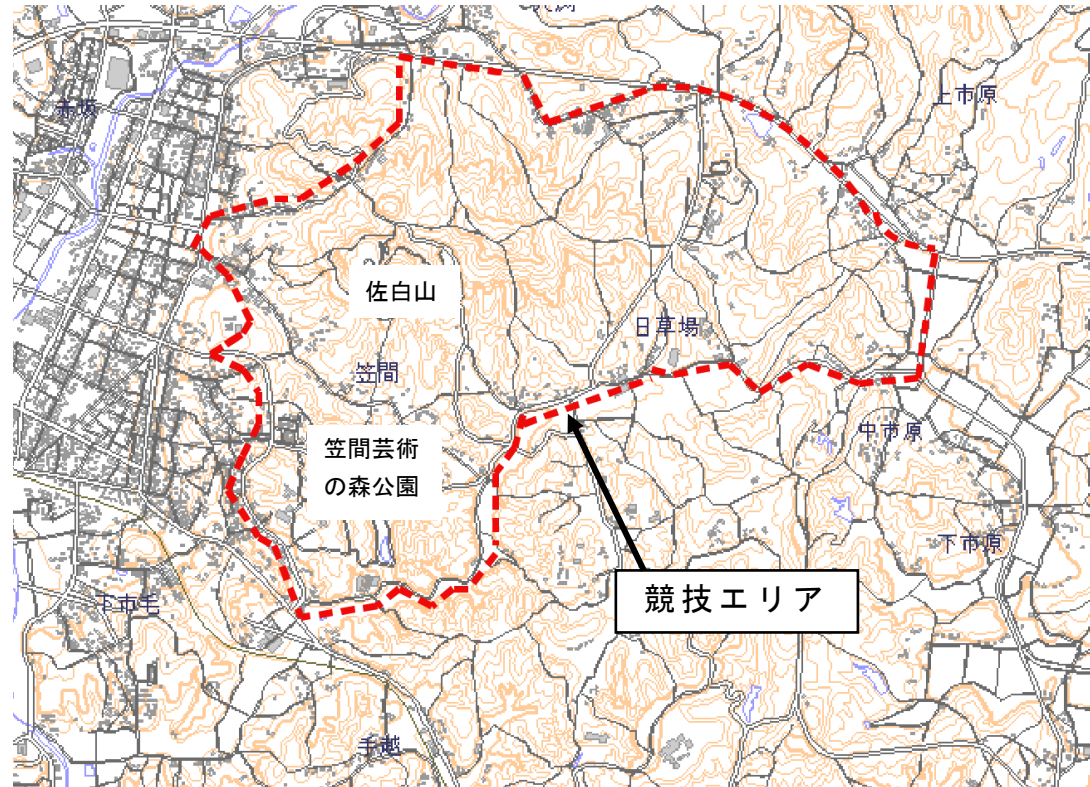 赤坂
上市原
佐白山
日草場
笠間
中市原
笠間芸術
の森公園
下市原
競技エリア
下市毛
手越